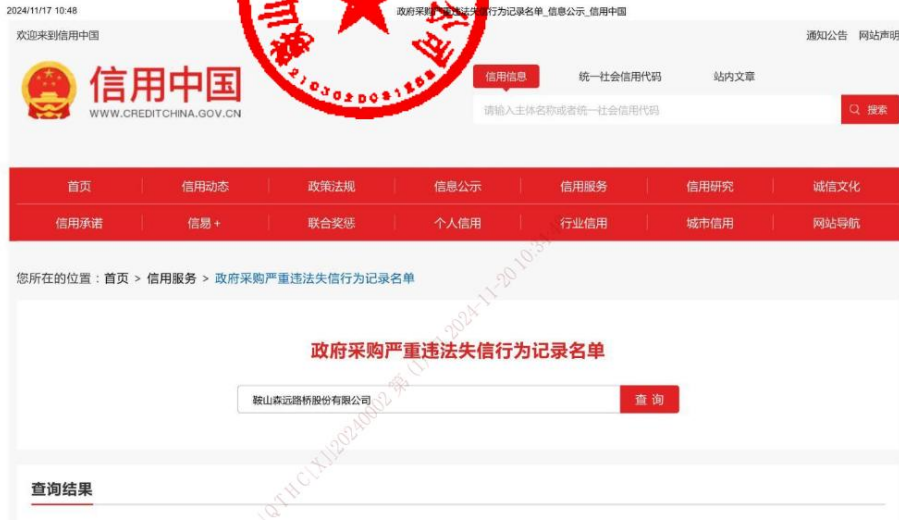 2024/11/17 10:48
政府采购严重违法失信行为记录名单_信息公示_信用中国
欢迎来到信用中国
通知公告 网站声明
信用中国
WWW.CREDITCHINA.GOV.CN
信用信息 统一社会信用代码 站内文章
请输入主体名称或者统一社会信用代码
搜索
首页 信用动态 政策法规 信息公示 信用服务 信用研究 诚信文化
信用承诺 信易+ 联合奖惩 个人信用 行业信用 城市信用 网站导航
您所在的位置：首页 > 信用服务 > 政府采购严重违法失信行为记录名单
政府采购严重违法失信行为记录名单
鞍山森远路桥股份有限公司
查询
查询结果